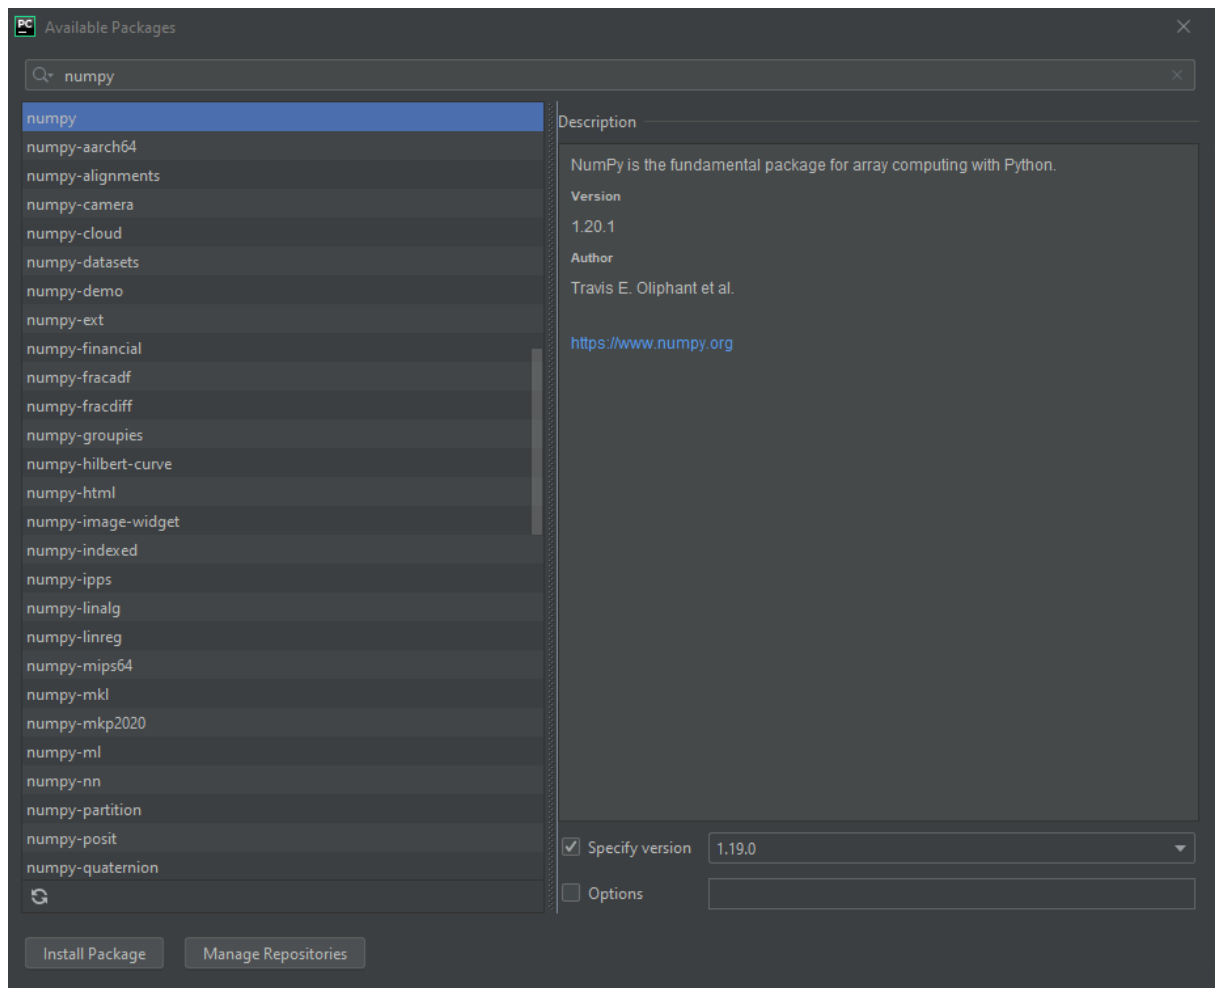 PC Available Packages
numpy
numpy
numpy-aarch64
numpy-alignments
numpy-camera
numpy-cloud
numpy-datasets
numpy-demo
numpy-ext
numpy-financial
numpy-fracadf
numpy-fracdiff
numpy-groupies
numpy-hilbert-curve
numpy-html
numpy-image-widget
numpy-indexed
numpy-ipps
numpy-linalg
numpy-linreg
numpy-mips64
numpy-mkl
numpy-mkp2020
numpy-ml
numpy-nn
numpy-partition
numpy-posit
numpy-quaternion
Description
NumPy is the fundamental package for array computing with Python.
Version
1.20.1
Author
Travis E. Oliphant et al.
https://www.numpy.org
Specify version 1.19.0
Options
Install Package Manage Repositories